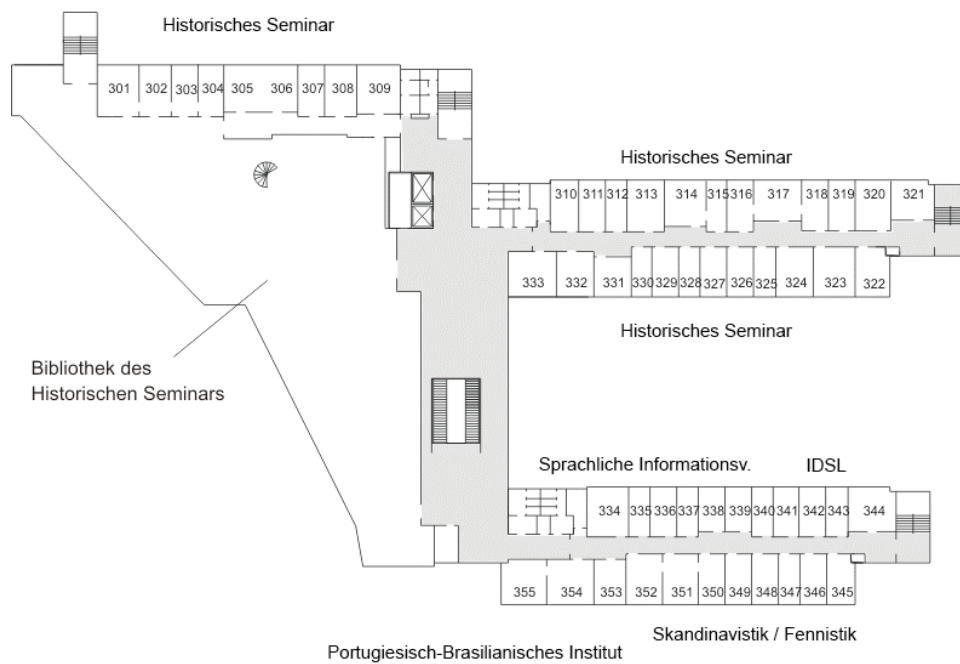 Historisches Seminar
301 302 303 304 305 306 307 308 309
Historisches Seminar
310 311 312 313 314 315 316 317 318 319 320 321
333 332 331 330 329 328 327 326 325 324 323 322
Historisches Seminar
Bibliothek des
Historischen Seminars
Sprachliche Informationsv. IDSL
334 335 336 337 338 339 340 341 342 343 344
355 354 353 352 351 350 349 348 347 346 345
Skandinavistik / Fennistik
Portugiesisch-Brasilianisches Institut